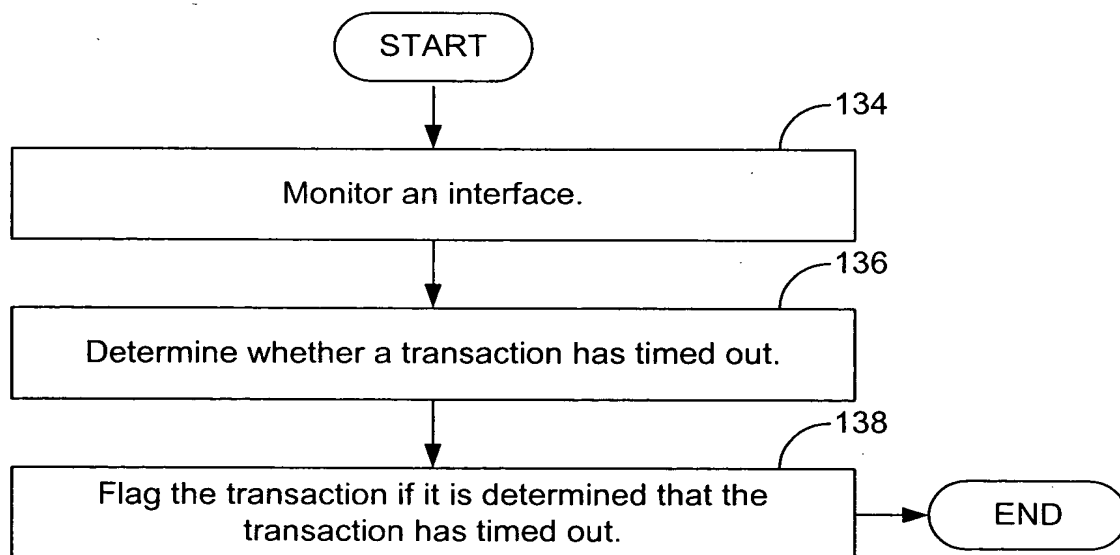 START
134
Monitor an interface.
136
Determine whether a transaction has timed out.
138
Flag the transaction if it is determined that the
transaction has timed out.
END